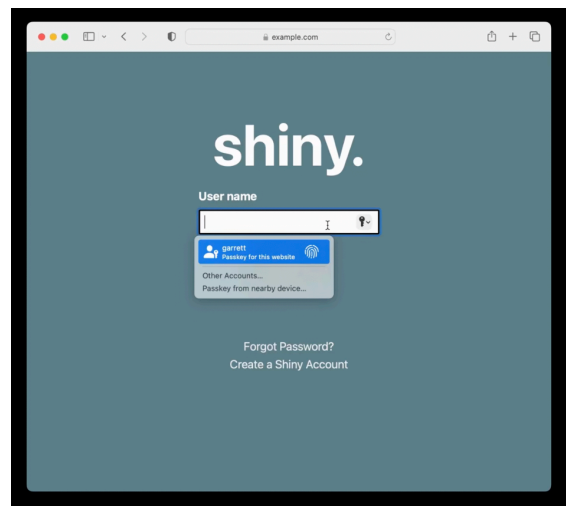 example.com
shiny.
User name
garrett
Passkey for this website
Other Accounts...
Passkey from nearby device...
Forgot Password?
Create a Shiny Account